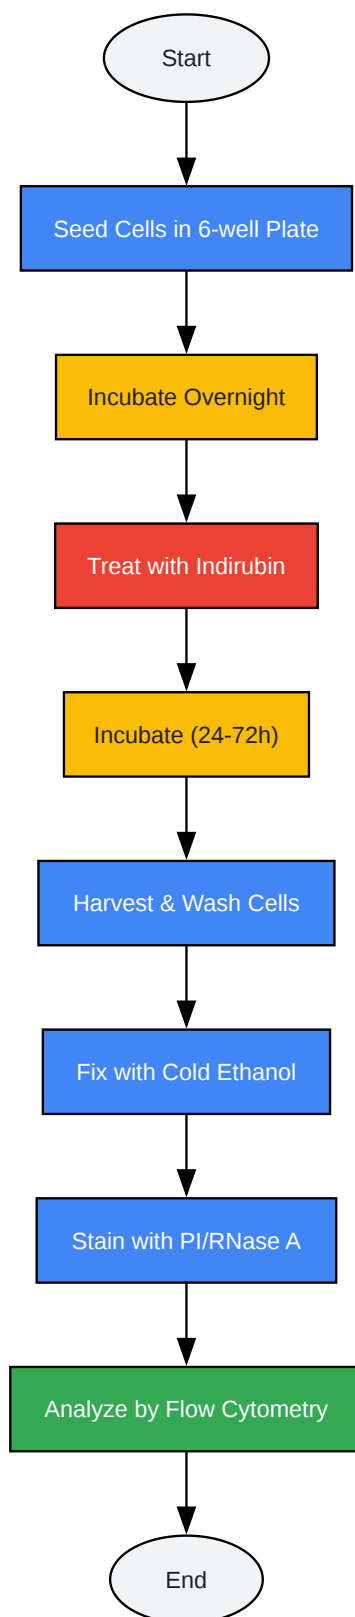 Start
Seed Cells in 6-well Plate
Incubate Overnight
Treat with Indirubin
Incubate (24-72h)
Harvest & Wash Cells
Fix with Cold Ethanol
Stain with PI/RNase A
Analyze by Flow Cytometry
End